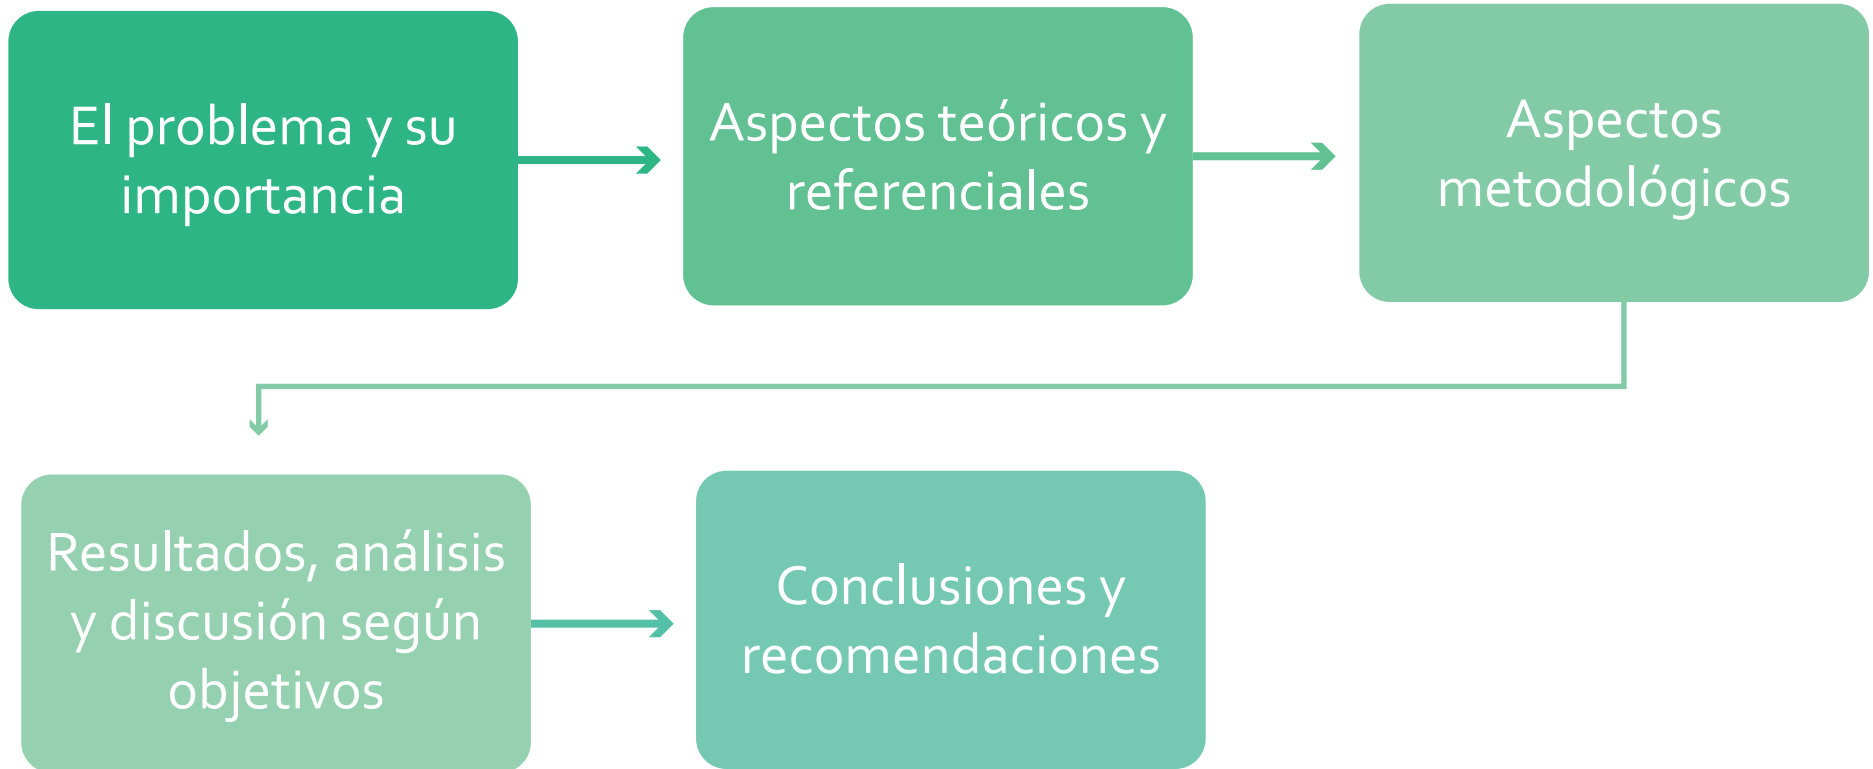 El problema y su
importancia
Aspectos teóricos y
referenciales
Aspectos
metodológicos
Resultados, análisis
y discusión según
objetivos
Conclusiones y
recomendaciones